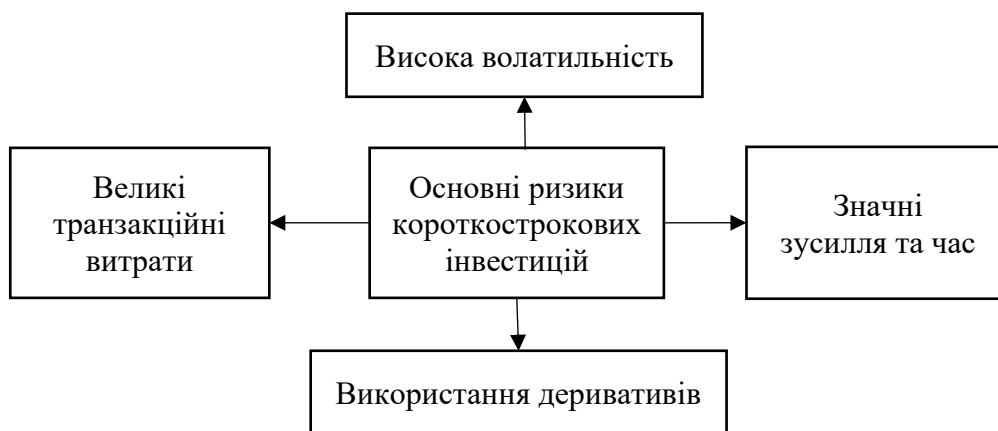 Висока волатильність
Великі
транзакційні
витрати
Основні ризики
короткострокових
інвестицій
Значні
зусилля та час
Використання деривативів